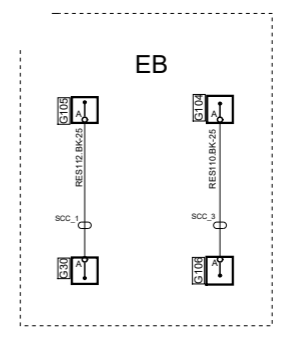 EB
G105
A
G104
A
RES112.BK-25
RES110.BK-25
SCC_1
SCC_3
G30
A
G106
A